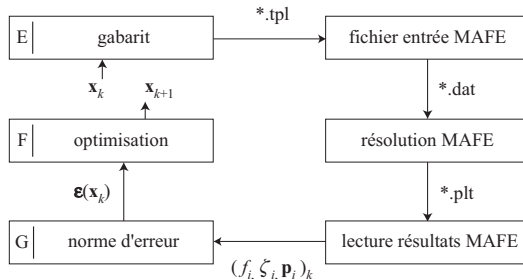 E gabarit
*.tpl
fichier entrée MAFE
x_k
x_{k+1}
*.dat
F optimisation
résolution MAFE
ε(x_k)
*.plt
G norme d'erreur
lecture résultats MAFE
(f_i, ζ_i, p_i)_k